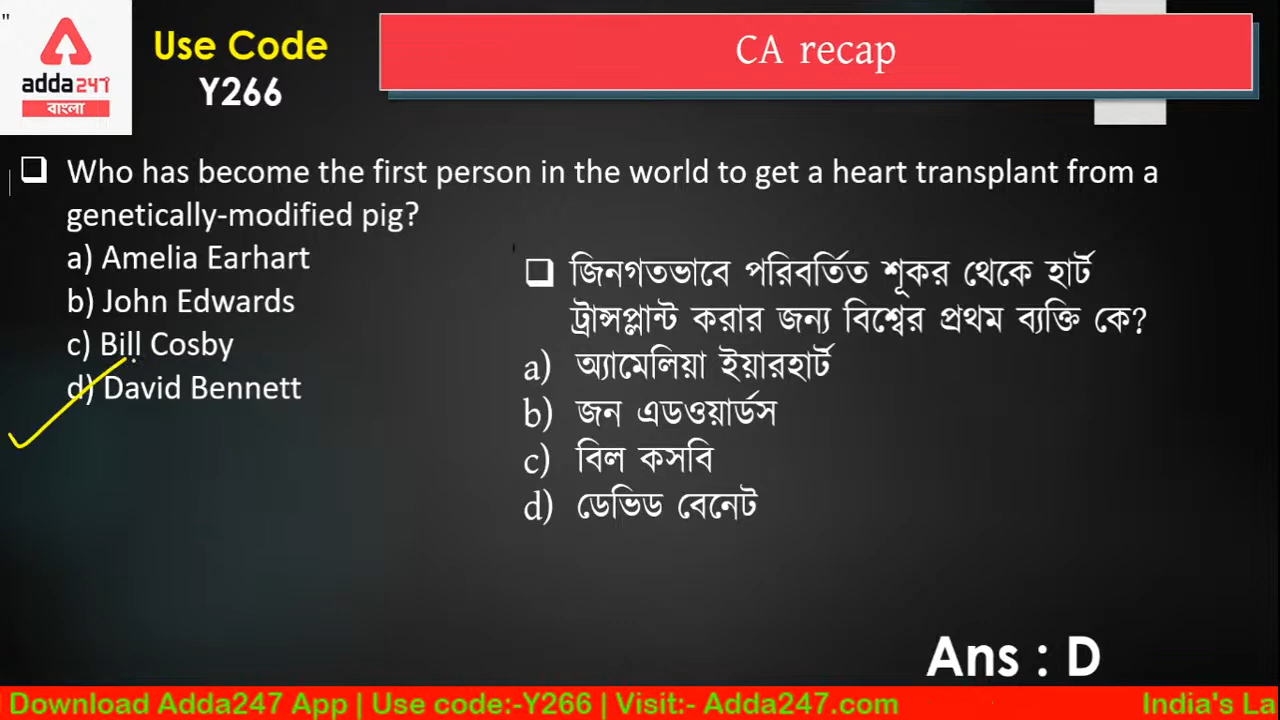 "
adda247
বাংলা
Use Code
Y266
CA recap
Who has become the first person in the world to get a heart transplant from a
genetically-modified pig?
a) Amelia Earhart
b) John Edwards
c) Bill Cosby
d) David Bennett
জিনগতভাবে পরিবর্তিত শূকর থেকে হার্ট
ট্রান্সপ্লান্ট করার জন্য বিশ্বের প্রথম ব্যক্তি কে?
a) অ্যামেলিয়া ইয়ারহার্ট
b) জন এডওয়ার্ডস
c) বিল কসবি
d) ডেভিড বেনেট
Ans : D
Download Adda247 App | Use code:-Y266 | Visit:- Adda247.com India's La